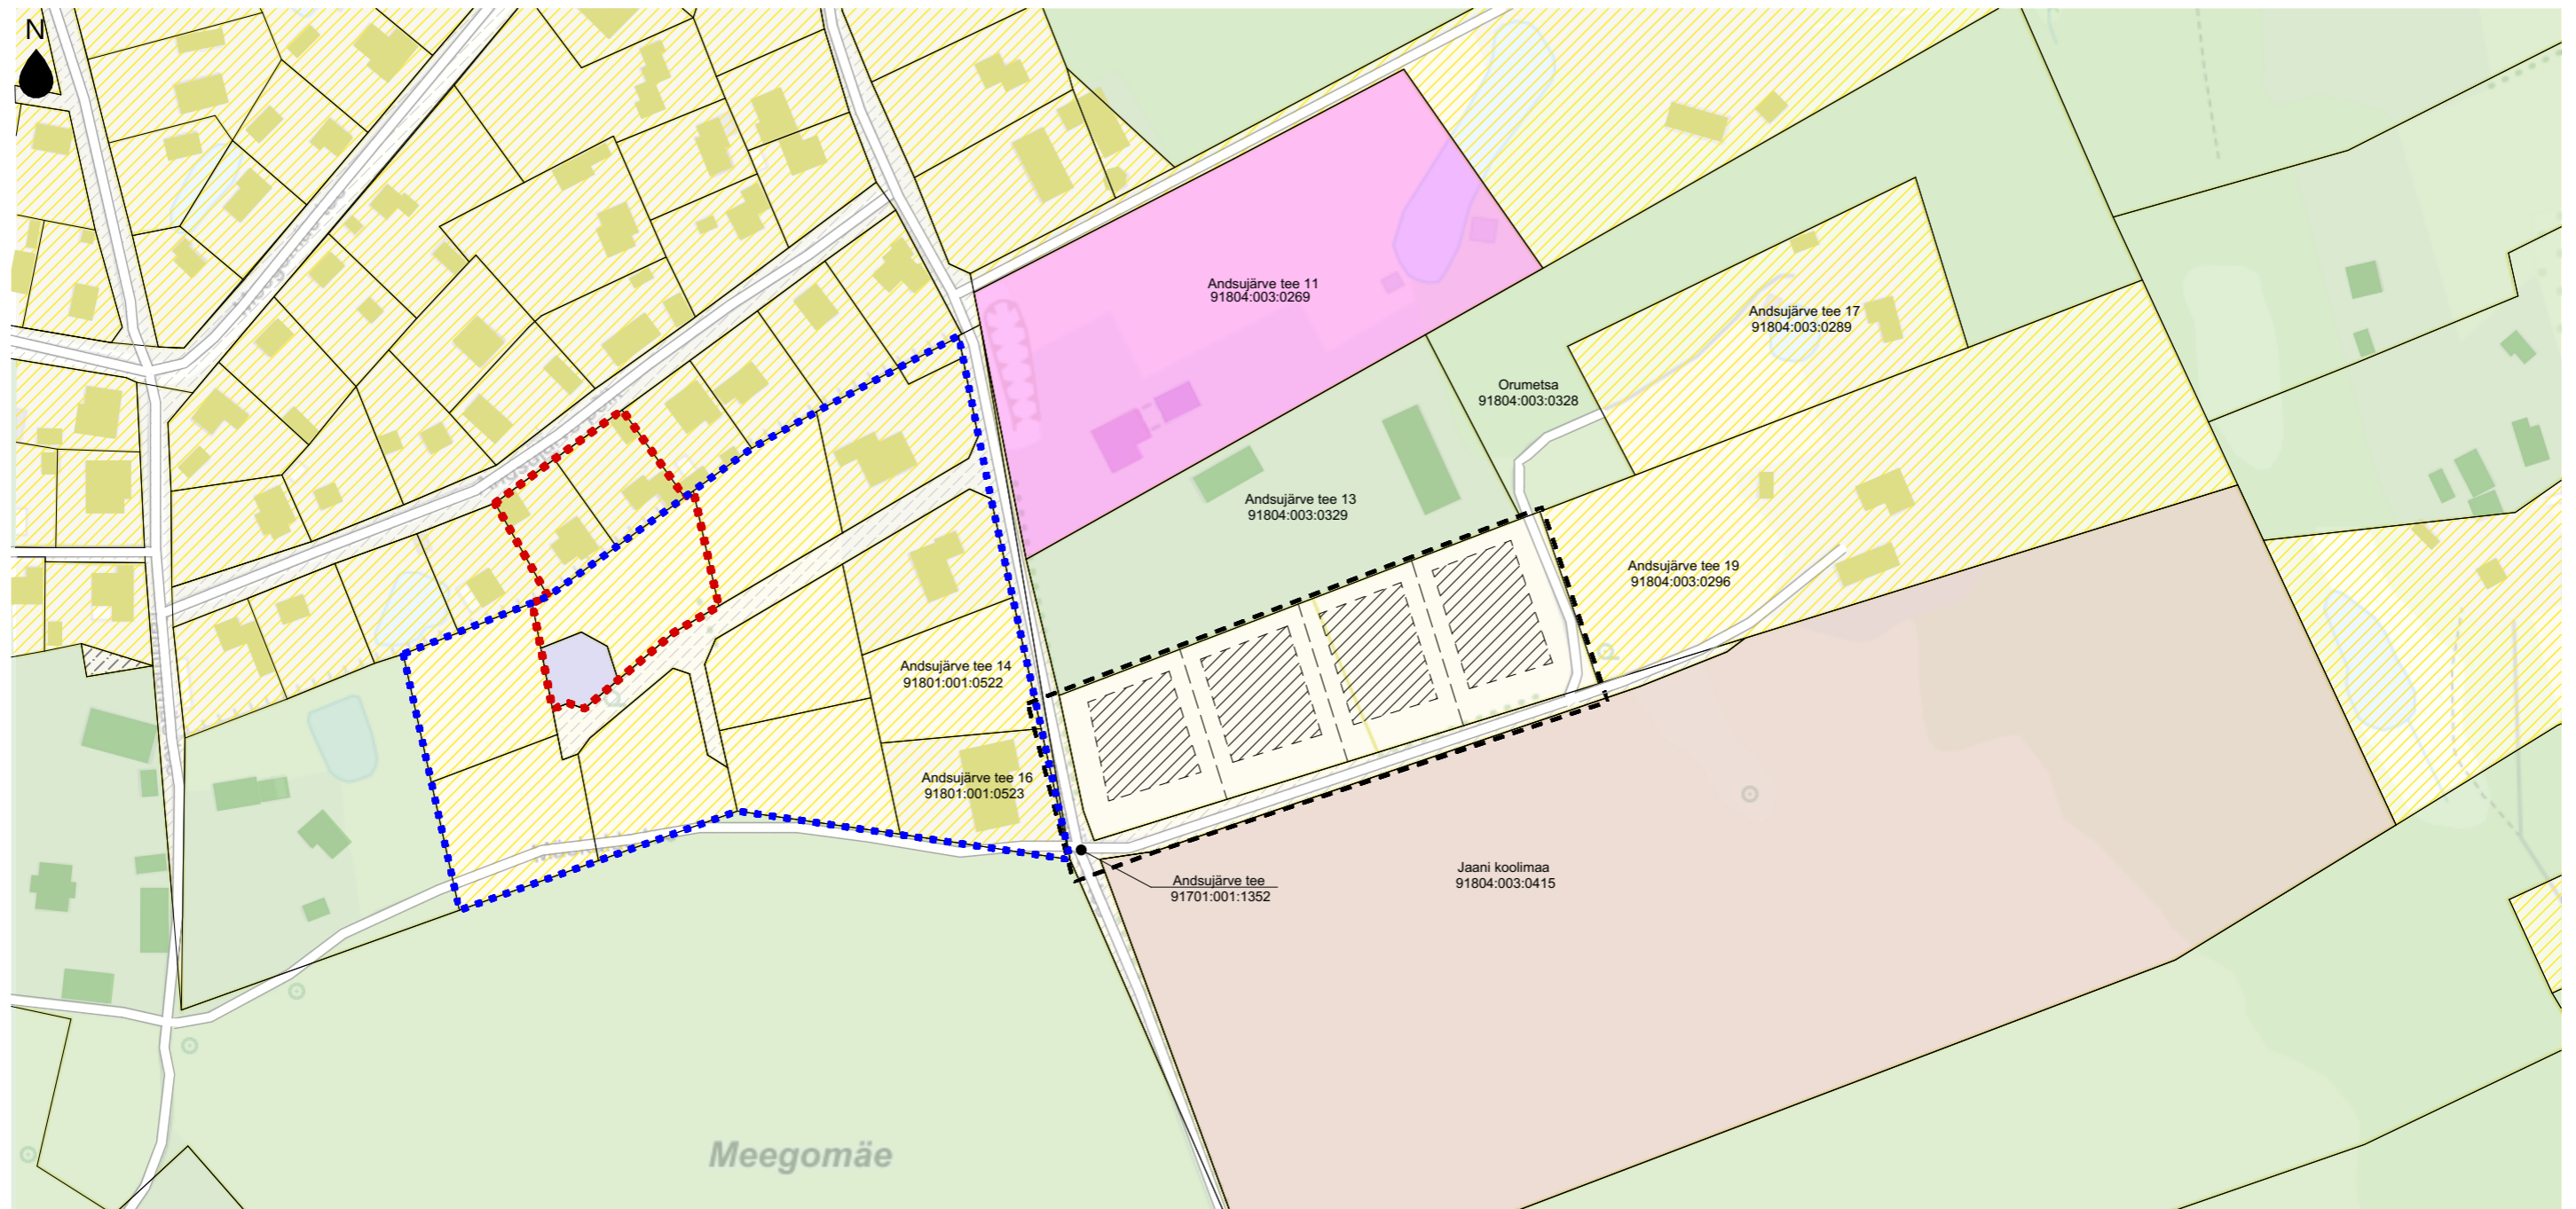 N
Andsujärve tee 11
91804:003:0269
Andsujärve tee 17
91804:003:0289
Orumetsa
91804:003:0328
Andsujärve tee 13
91804:003:0329
Andsujärve tee 19
91804:003:0296
Andsujärve tee 14
91801:001:0522
Andsujärve tee 16
91801:001:0523
Jaani koolimaa
91804:003:0415
Andsujärve tee
91701:001:1352
Meegomäe